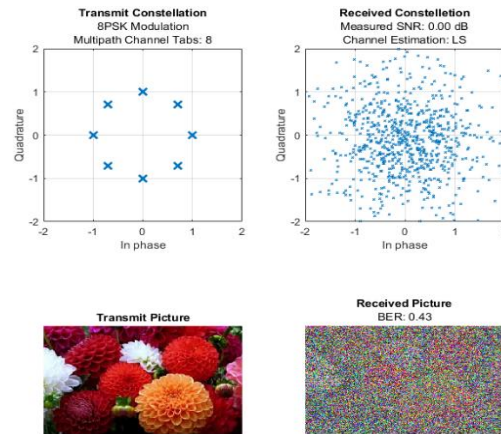 Transmit Constellation
8PSK Modulation
Multipath Channel Tabs: 8
2
1
0
-1
-2
Quadrature
-2
-1
0
1
2
In phase
Received Constelletion
Measured SNR: 0.00 dB
Channel Estimation: LS
2
1
0
-1
-2
Quadrature
-2
-1
0
1
In phase
Transmit Picture
Received Picture
BER: 0.43